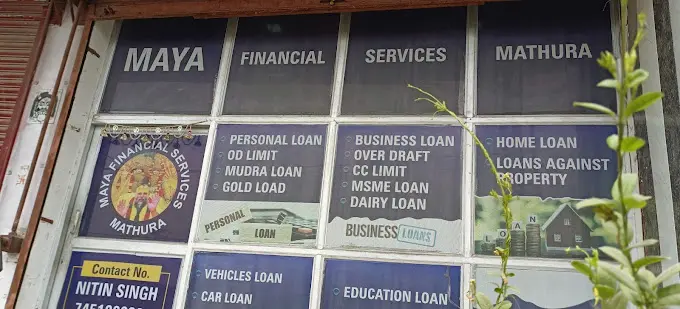 MAYA FINANCIAL SERVICES MATHURA
MAYA FINANCIAL SERVICES
MATHURA
PERSONAL LOAN
OD LIMIT
MUDRA LOAN
GOLD LOAD
PERSONAL
LOAN
BUSINESS LOAN
OVER DRAFT
CC LIMIT
MSME LOAN
DAIRY LOAN
BUSINESS LOANS
HOME LOAN
LOANS AGAINST
PROPERTY
LOAN
Contact No.
NITIN SINGH
VEHICLES LOAN
CAR LOAN
EDUCATION LOAN